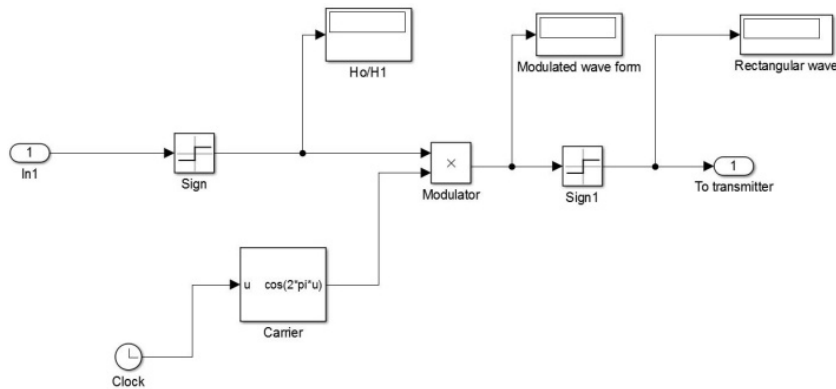 Ho/H1
Modulated wave form
Rectangular wave
1
In1
Sign
×
Modulator
Sign1
1
To transmitter
u cos(2*pi*u)
Carrier
Clock